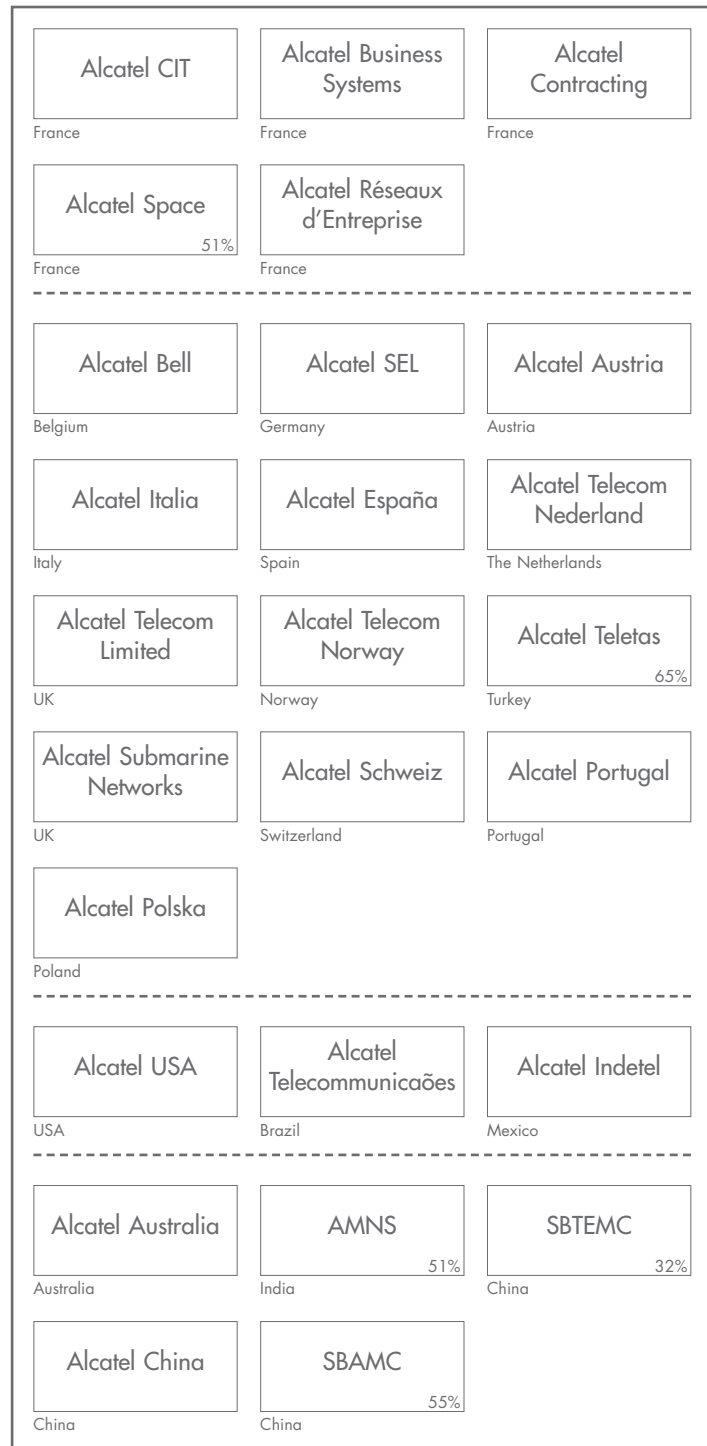 Alcatel CIT
France
Alcatel Business
Systems
France
Alcatel
Contracting
France
Alcatel Space
51%
France
Alcatel Réseaux
d’Entreprise
France
Alcatel Bell
Belgium
Alcatel SEL
Germany
Alcatel Austria
Austria
Alcatel Italia
Italy
Alcatel España
Spain
Alcatel Telecom
Nederland
The Netherlands
Alcatel Telecom
Limited
UK
Alcatel Telecom
Norway
Norway
Alcatel Teletas
65%
Turkey
Alcatel Submarine
Networks
UK
Alcatel Schweiz
Switzerland
Alcatel Portugal
Portugal
Alcatel Polska
Poland
Alcatel USA
USA
Alcatel
Telecommunicaões
Brazil
Alcatel Indetel
Mexico
Alcatel Australia
Australia
AMNS
51%
India
SBTEMC
32%
China
Alcatel China
China
SBAMC
55%
China